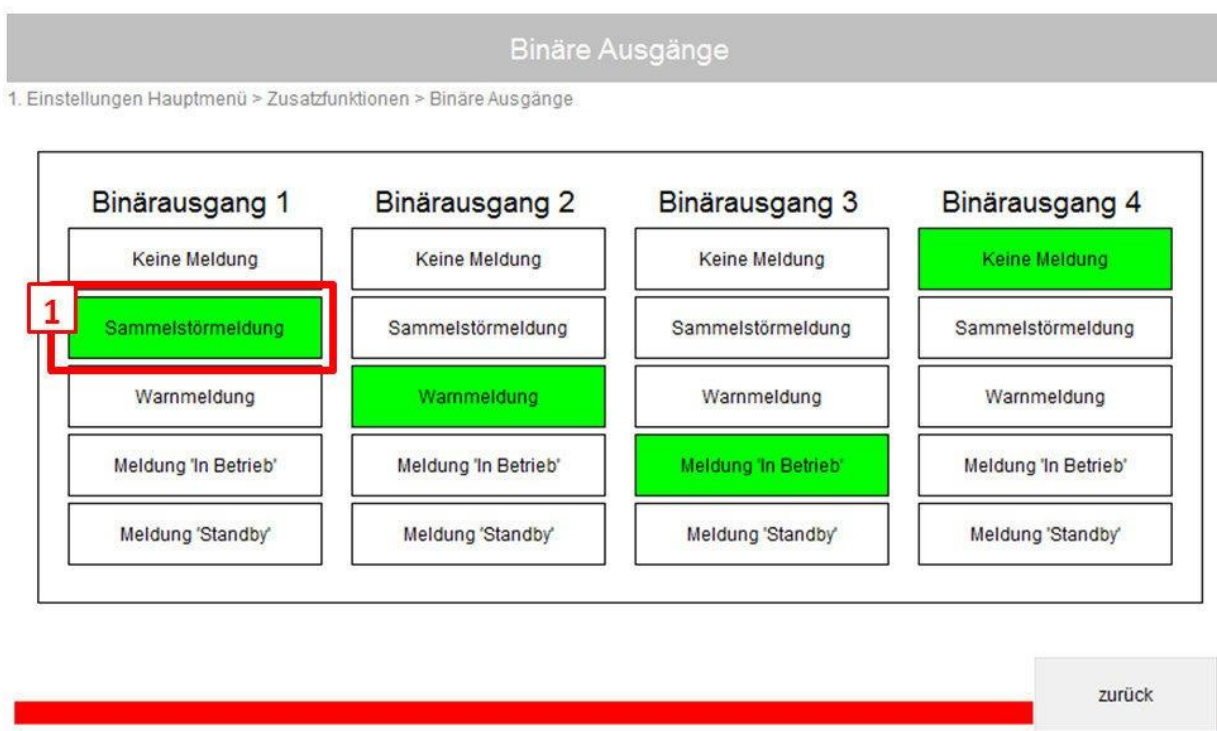 Binäre Ausgänge
1. Einstellungen Hauptmenü > Zusatzfunktionen > Binäre Ausgänge
Binärausgang 1 Binärausgang 2 Binärausgang 3 Binärausgang 4
Keine Meldung Keine Meldung Keine Meldung Keine Meldung
1
Sammelstörmeldung Sammelstörmeldung Sammelstörmeldung Sammelstörmeldung
Warnmeldung Warnmeldung Warnmeldung Warnmeldung
Meldung 'In Betrieb' Meldung 'In Betrieb' Meldung 'In Betrieb' Meldung 'In Betrieb'
Meldung 'Standby' Meldung 'Standby' Meldung 'Standby' Meldung 'Standby'
zurück